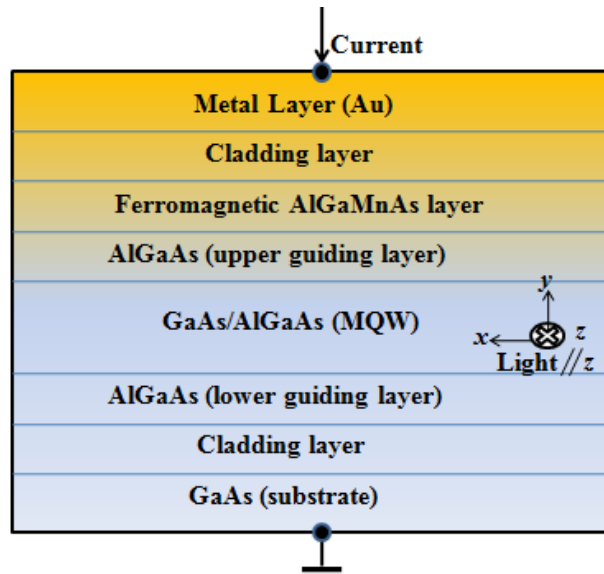 Current
Metal Layer (Au)
Cladding layer
Ferromagnetic AlGaMnAs layer
AlGaAs (upper guiding layer)
GaAs/AlGaAs (MQW)
y
x
z
Light//z
AlGaAs (lower guiding layer)
Cladding layer
GaAs (substrate)